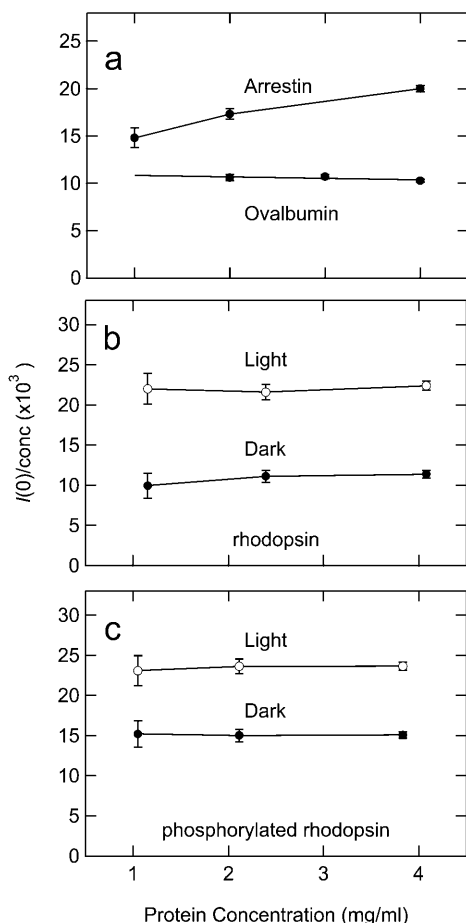 a
25
20
15
10
5
0
Arrestin
Ovalbumin
b
30
25
20
15
10
5
0
Light
Dark
rhodopsin
I(0)/conc (x10³)
c
30
25
20
15
10
5
0
Light
Dark
phosphorylated rhodopsin
1 2 3 4
Protein Concentration (mg/ml)